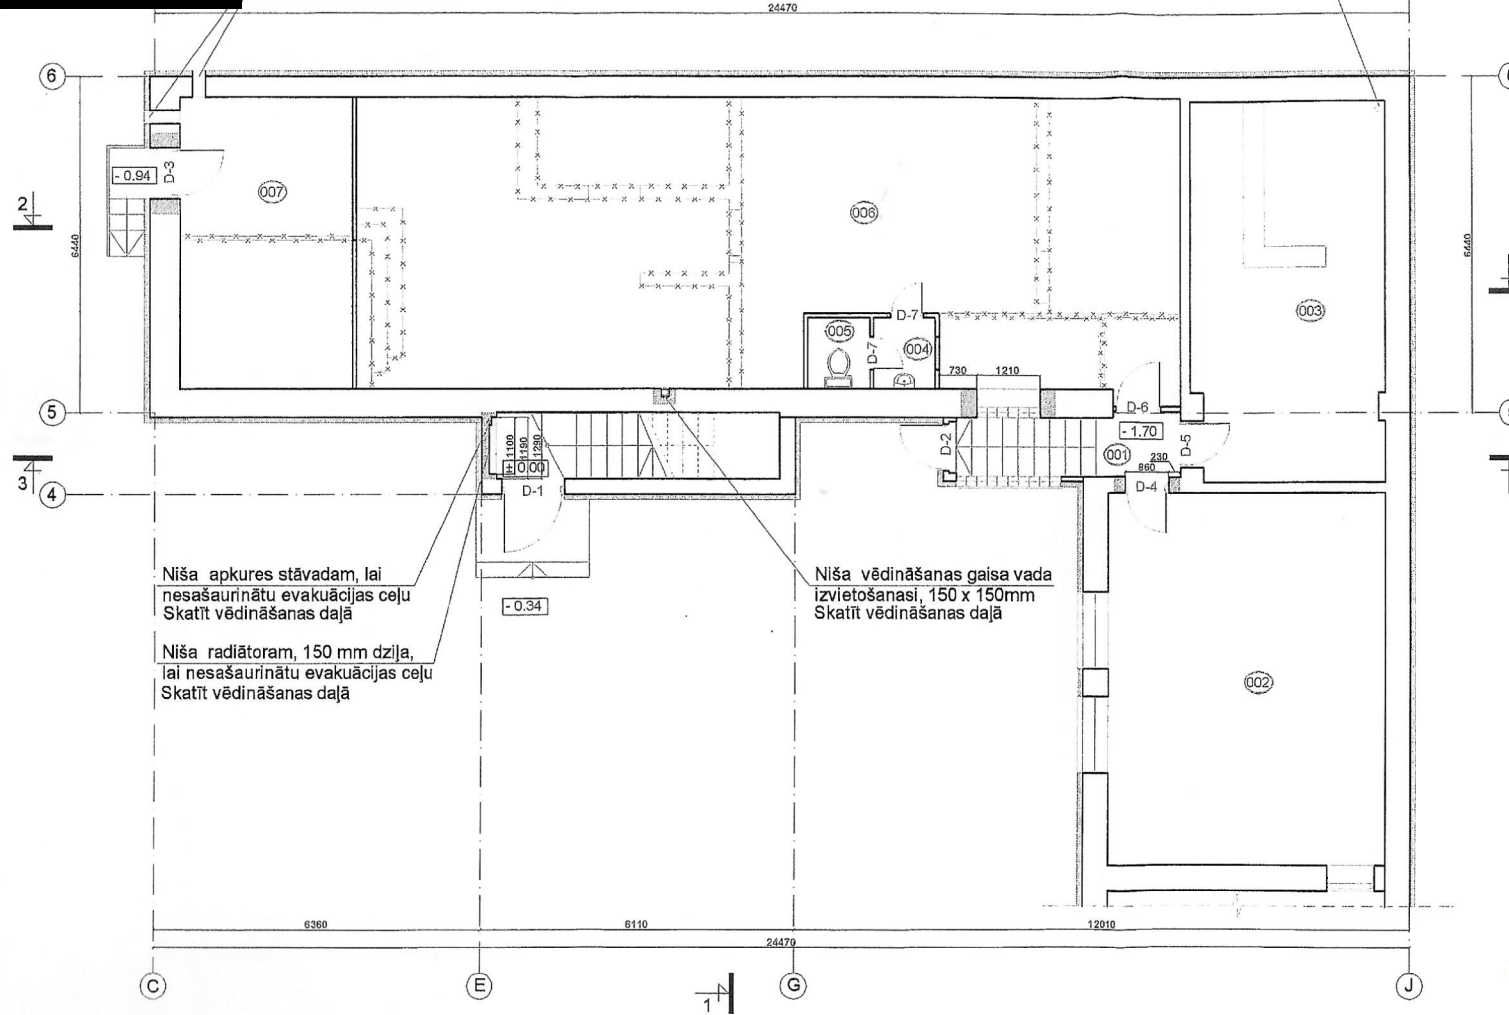 24470
6
- 0.94
D-3
007
2
6440
006
6440
003
005
D-7
D-7
004
730
1210
5
D-6
- 1.70
D-2
001
D-5
230
860
D-4
1100
1190
1290
± 0.00
D-1
3
4
Niša apkures stāvadam, lai
nesašaurinātu evakuācijas ceļu
Skatīt vēdināšanas daļā
- 0.34
Niša vēdināšanas gaisa vada
izvietošanasi, 150 x 150mm
Skatīt vēdināšanas daļā
Niša radiātoram, 150 mm dziļa,
lai nesašaurinātu evakuācijas ceļu
Skatīt vēdināšanas daļā
002
6360
6110
12010
24470
C
E
G
J
1